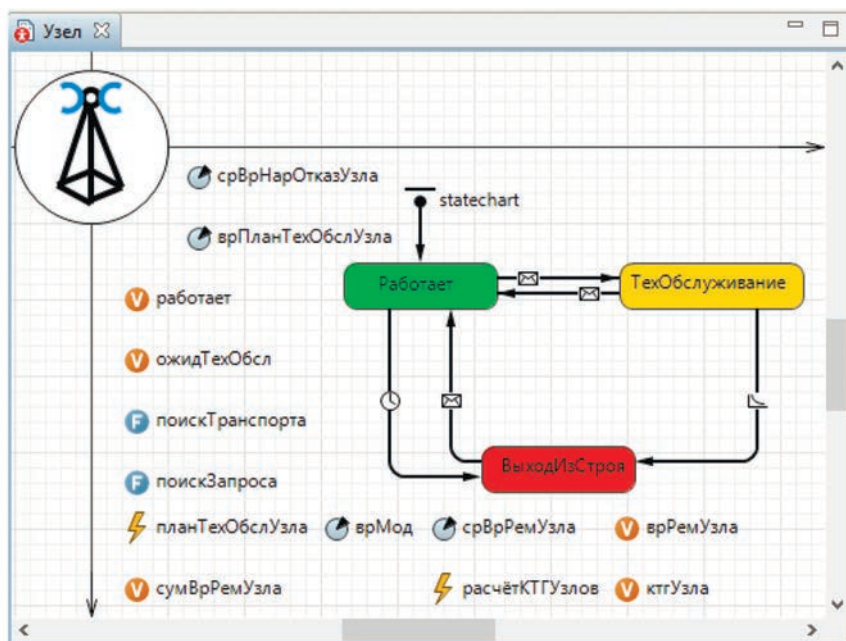 Узел
срВрНарОтказУзла
statechart
врПланТехОбслУзла
Работает
ТехОбслуживание
V работает
V ожидТехОбсл
F поискТранспорта
ВыходИзСтроя
F поискЗапроса
планТехОбслУзла врМод срВрРемУзла V врРемУзла
V сумВрРемУзла расчётКТГУзлов V ктгУзла